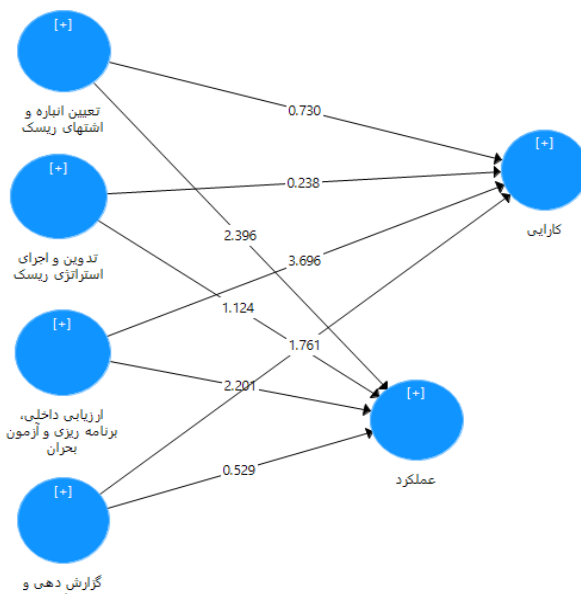 [+]
تعیین انباره و
اشتهای ریسک
0.730
[+]
کارایی
[+]
0.238
تدوین و اجرای
استراتژی ریسک
2.396
3.696
[+]
1.124
1.761
2.201
ارزیابی داخلی،
برنامه ریزی و آزمون
بحران
[+]
عملکرد
0.529
[+]
گزارش دهی و